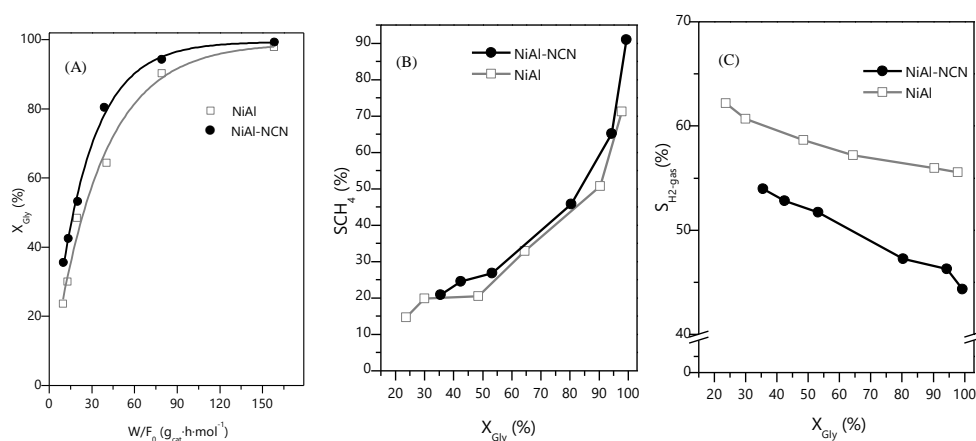 (A)
NiAl
NiAl-NCN
100
80
60
40
20
0
X_Gly (%)
0 30 60 90 120 150
W/F₀ (g_cat·h·mol⁻¹)
(B)
NiAl-NCN
NiAl
100
90
80
70
60
50
40
30
20
10
0
SCH₄ (%)
20 30 40 50 60 70 80 90 100
X_Gly (%)
(C)
NiAl-NCN
NiAl
70
60
50
40
0
S_H2-gas(%)
20 30 40 50 60 70 80 90 100
X_Gly (%)